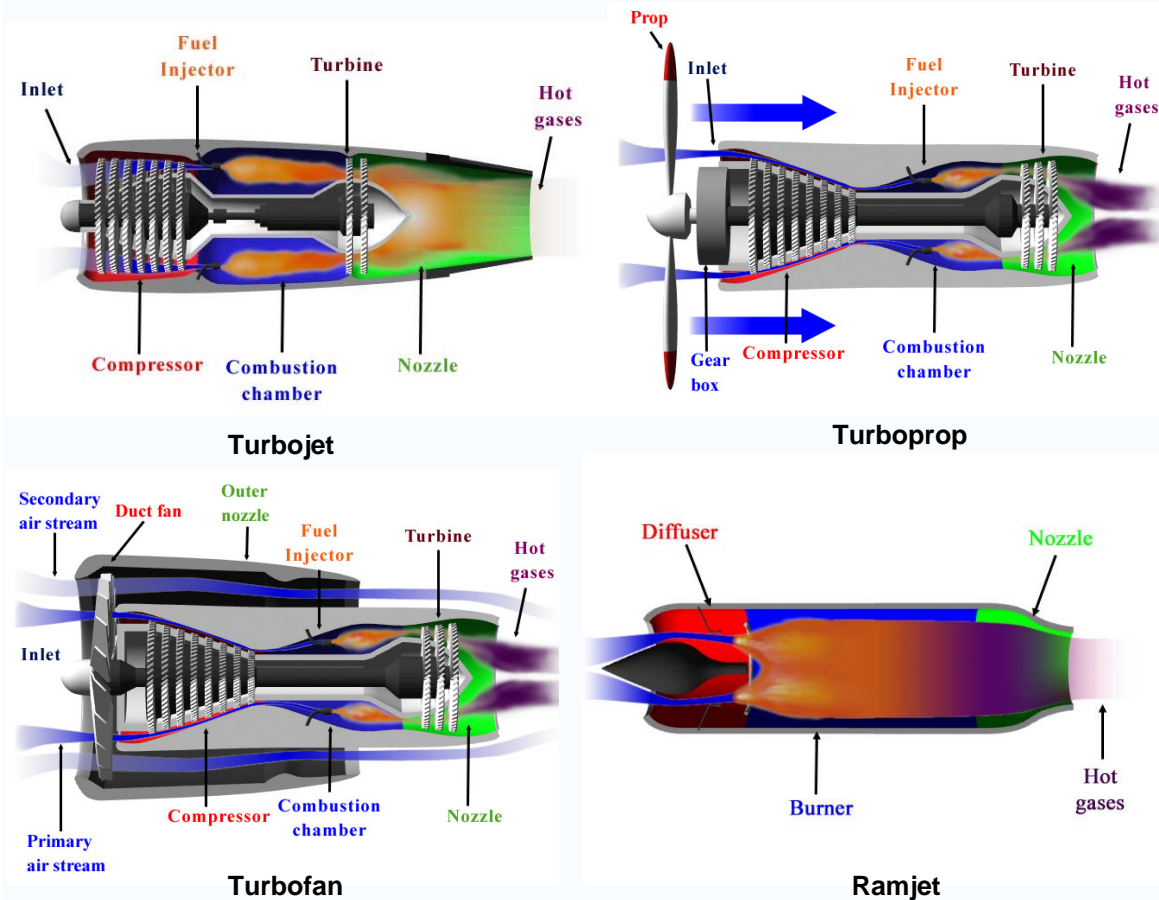 Fuel
Injector
Turbine
Inlet
Hot
gases
Compressor
Combustion
chamber
Nozzle
Turbojet
Prop
Inlet
Fuel
Injector
Turbine
Hot
gases
Gear
box
Compressor
Combustion
chamber
Nozzle
Turboprop
Secondary
air stream
Duct fan
Outer
nozzle
Fuel
Injector
Turbine
Hot
gases
Inlet
Compressor
Combustion
chamber
Nozzle
Primary
air stream
Turbofan
Diffuser
Nozzle
Burner
Hot
gases
Ramjet